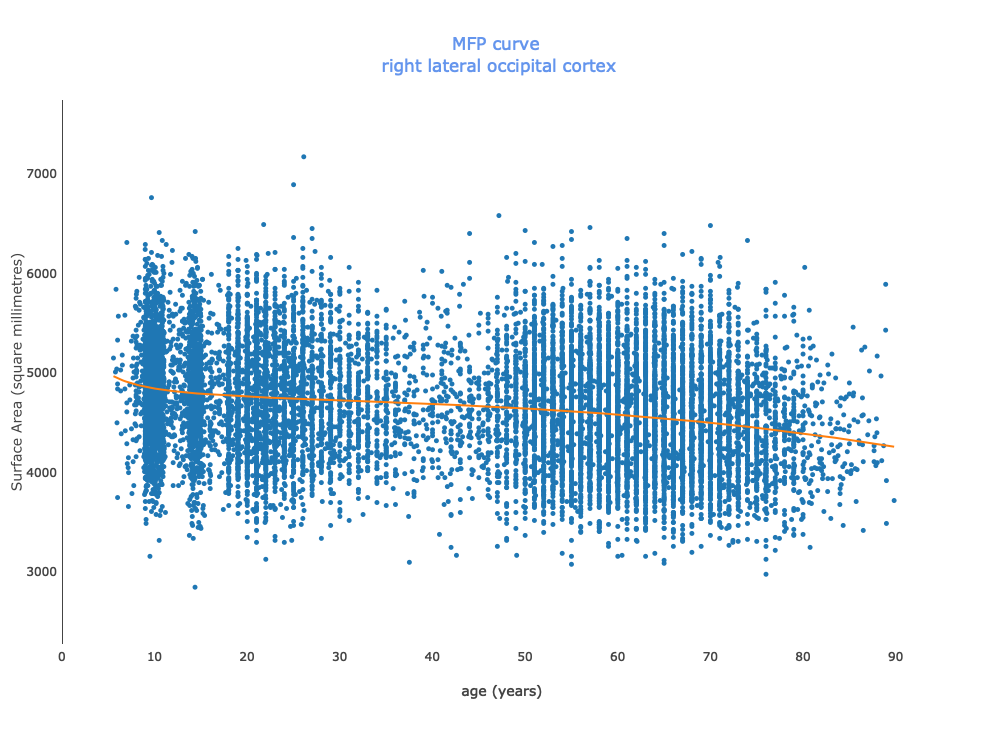 MFP curve
right lateral occipital cortex
Surface Area (square millimetres)
7000
6000
5000
4000
3000
0 10 20 30 40 50 60 70 80 90
age (years)